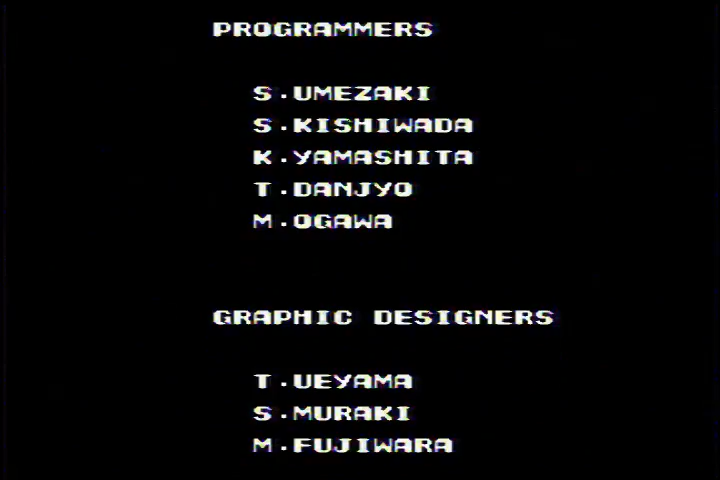 PROGRAMMERS
S.UMEZAKI
S.KISHIWADA
K.YAMASHITA
T.DANJYO
M.OGAWA
GRAPHIC DESIGNERS
T.UEYAMA
S.MURAKI
M.FUJIWARA